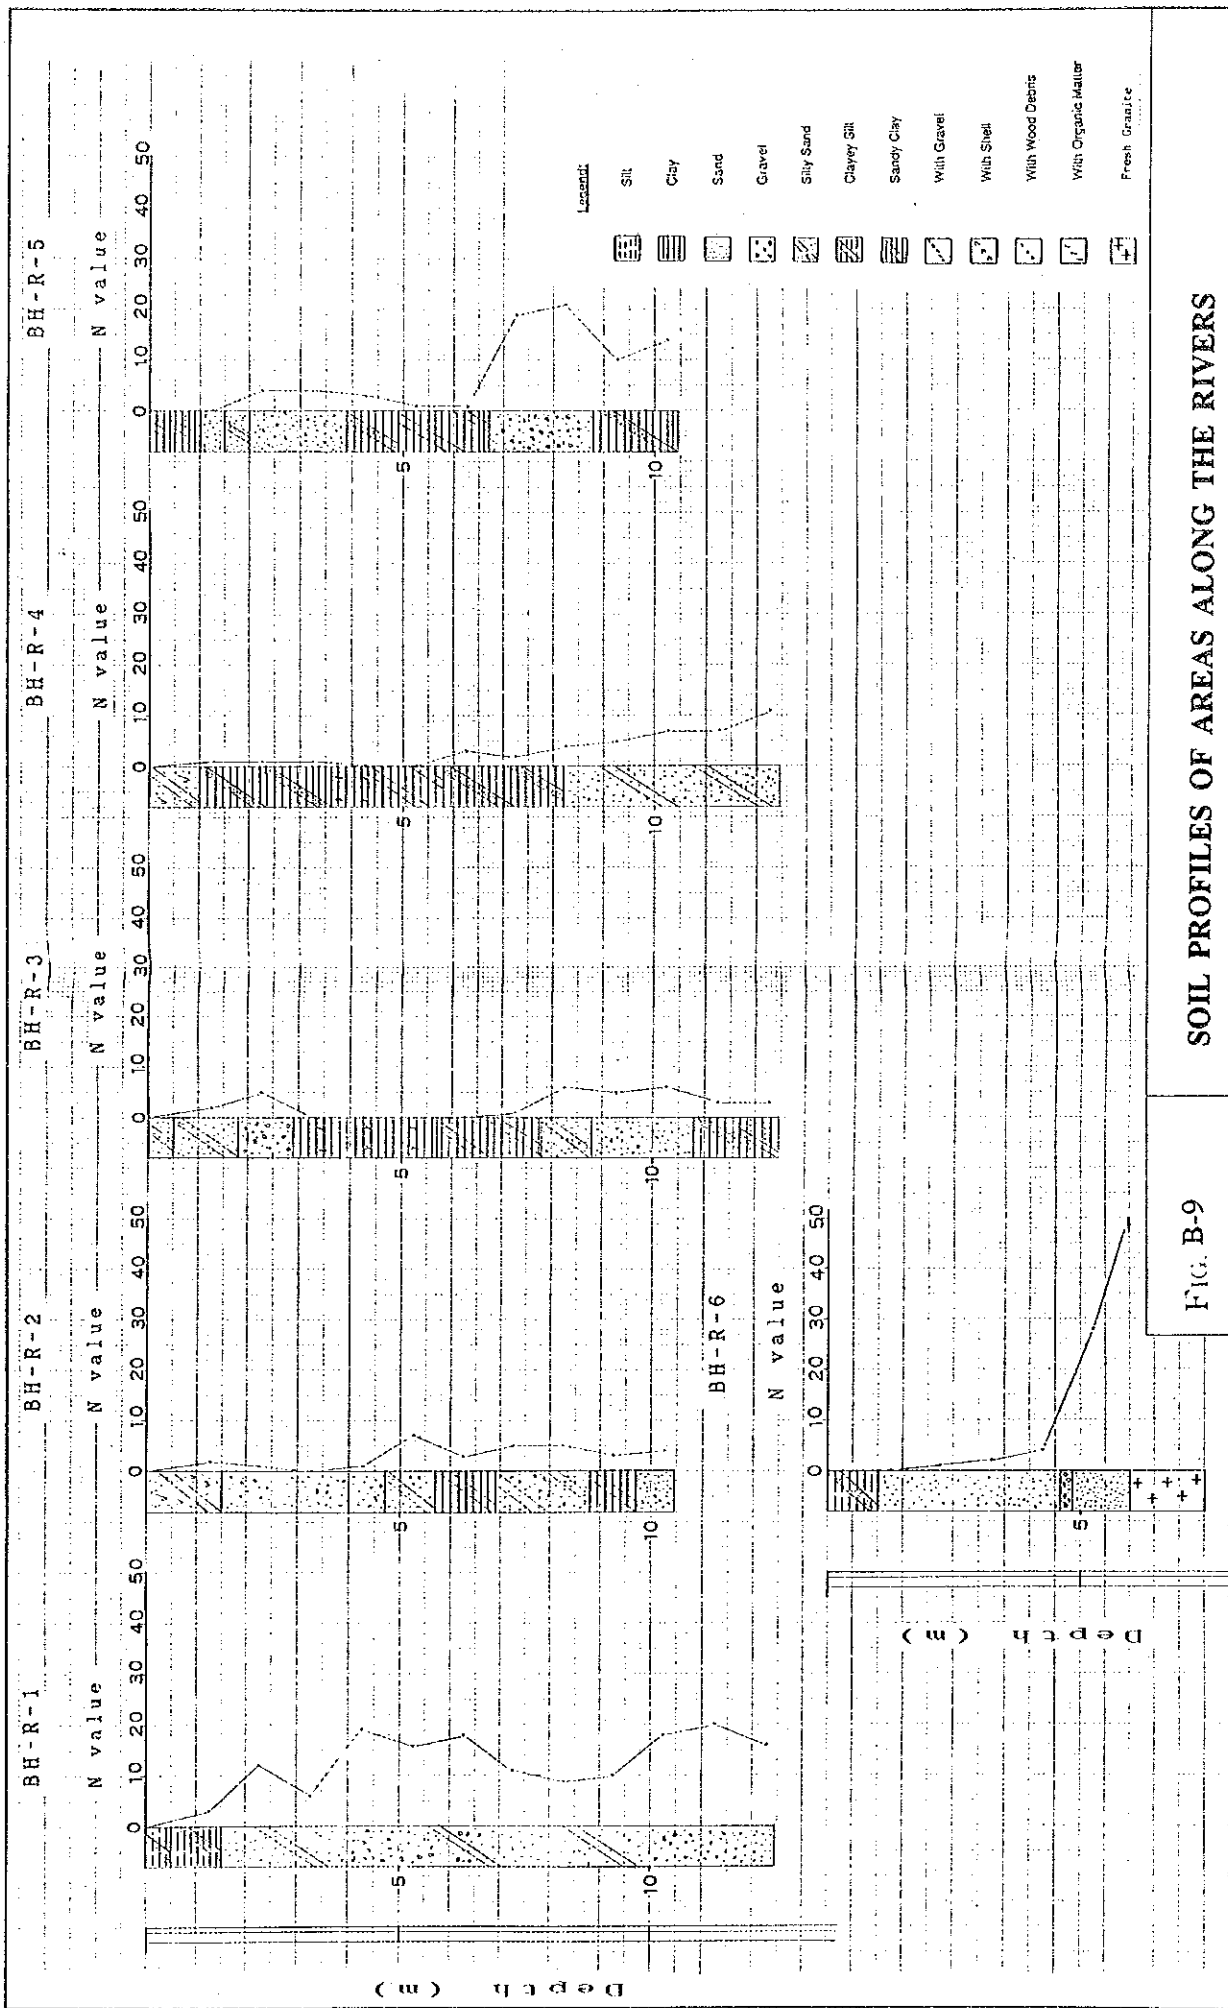 BH-R-1
N value
0 10 20 30 40 50
5
10
Depth (m)
BH-R-2
N value
0 10 20 30 40 50
5
10
BH-R-3
N value
0 10 20 30 40 50
5
10
BH-R-4
N value
0 10 20 30 40 50
5
10
BH-R-5
N value
0 10 20 30 40 50
5
10
BH-R-6
N value
0 10 20 30 40 50
5
Depth (m)
Legend:
Silt
Clay
Sand
Gravel
Silty Sand
Clayey Silt
Sandy Clay
With Gravel
With Shell
With Wood Debris
With Organic Matter
Fresh Granite
FIG. B-9
SOIL PROFILES OF AREAS ALONG THE RIVERS